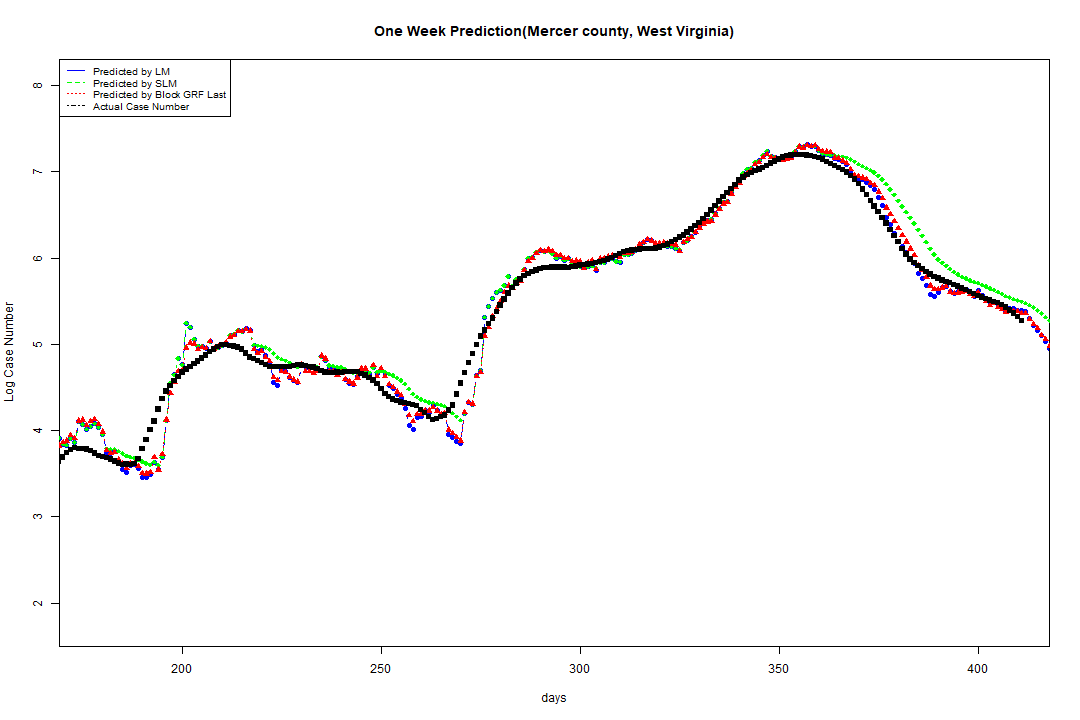 One Week Prediction(Mercer county, West Virginia)
Predicted by LM
Predicted by SLM
Predicted by Block GRF Last
Actual Case Number
8
7
6
5
4
3
2
Log Case Number
200 250 300 350 400
days